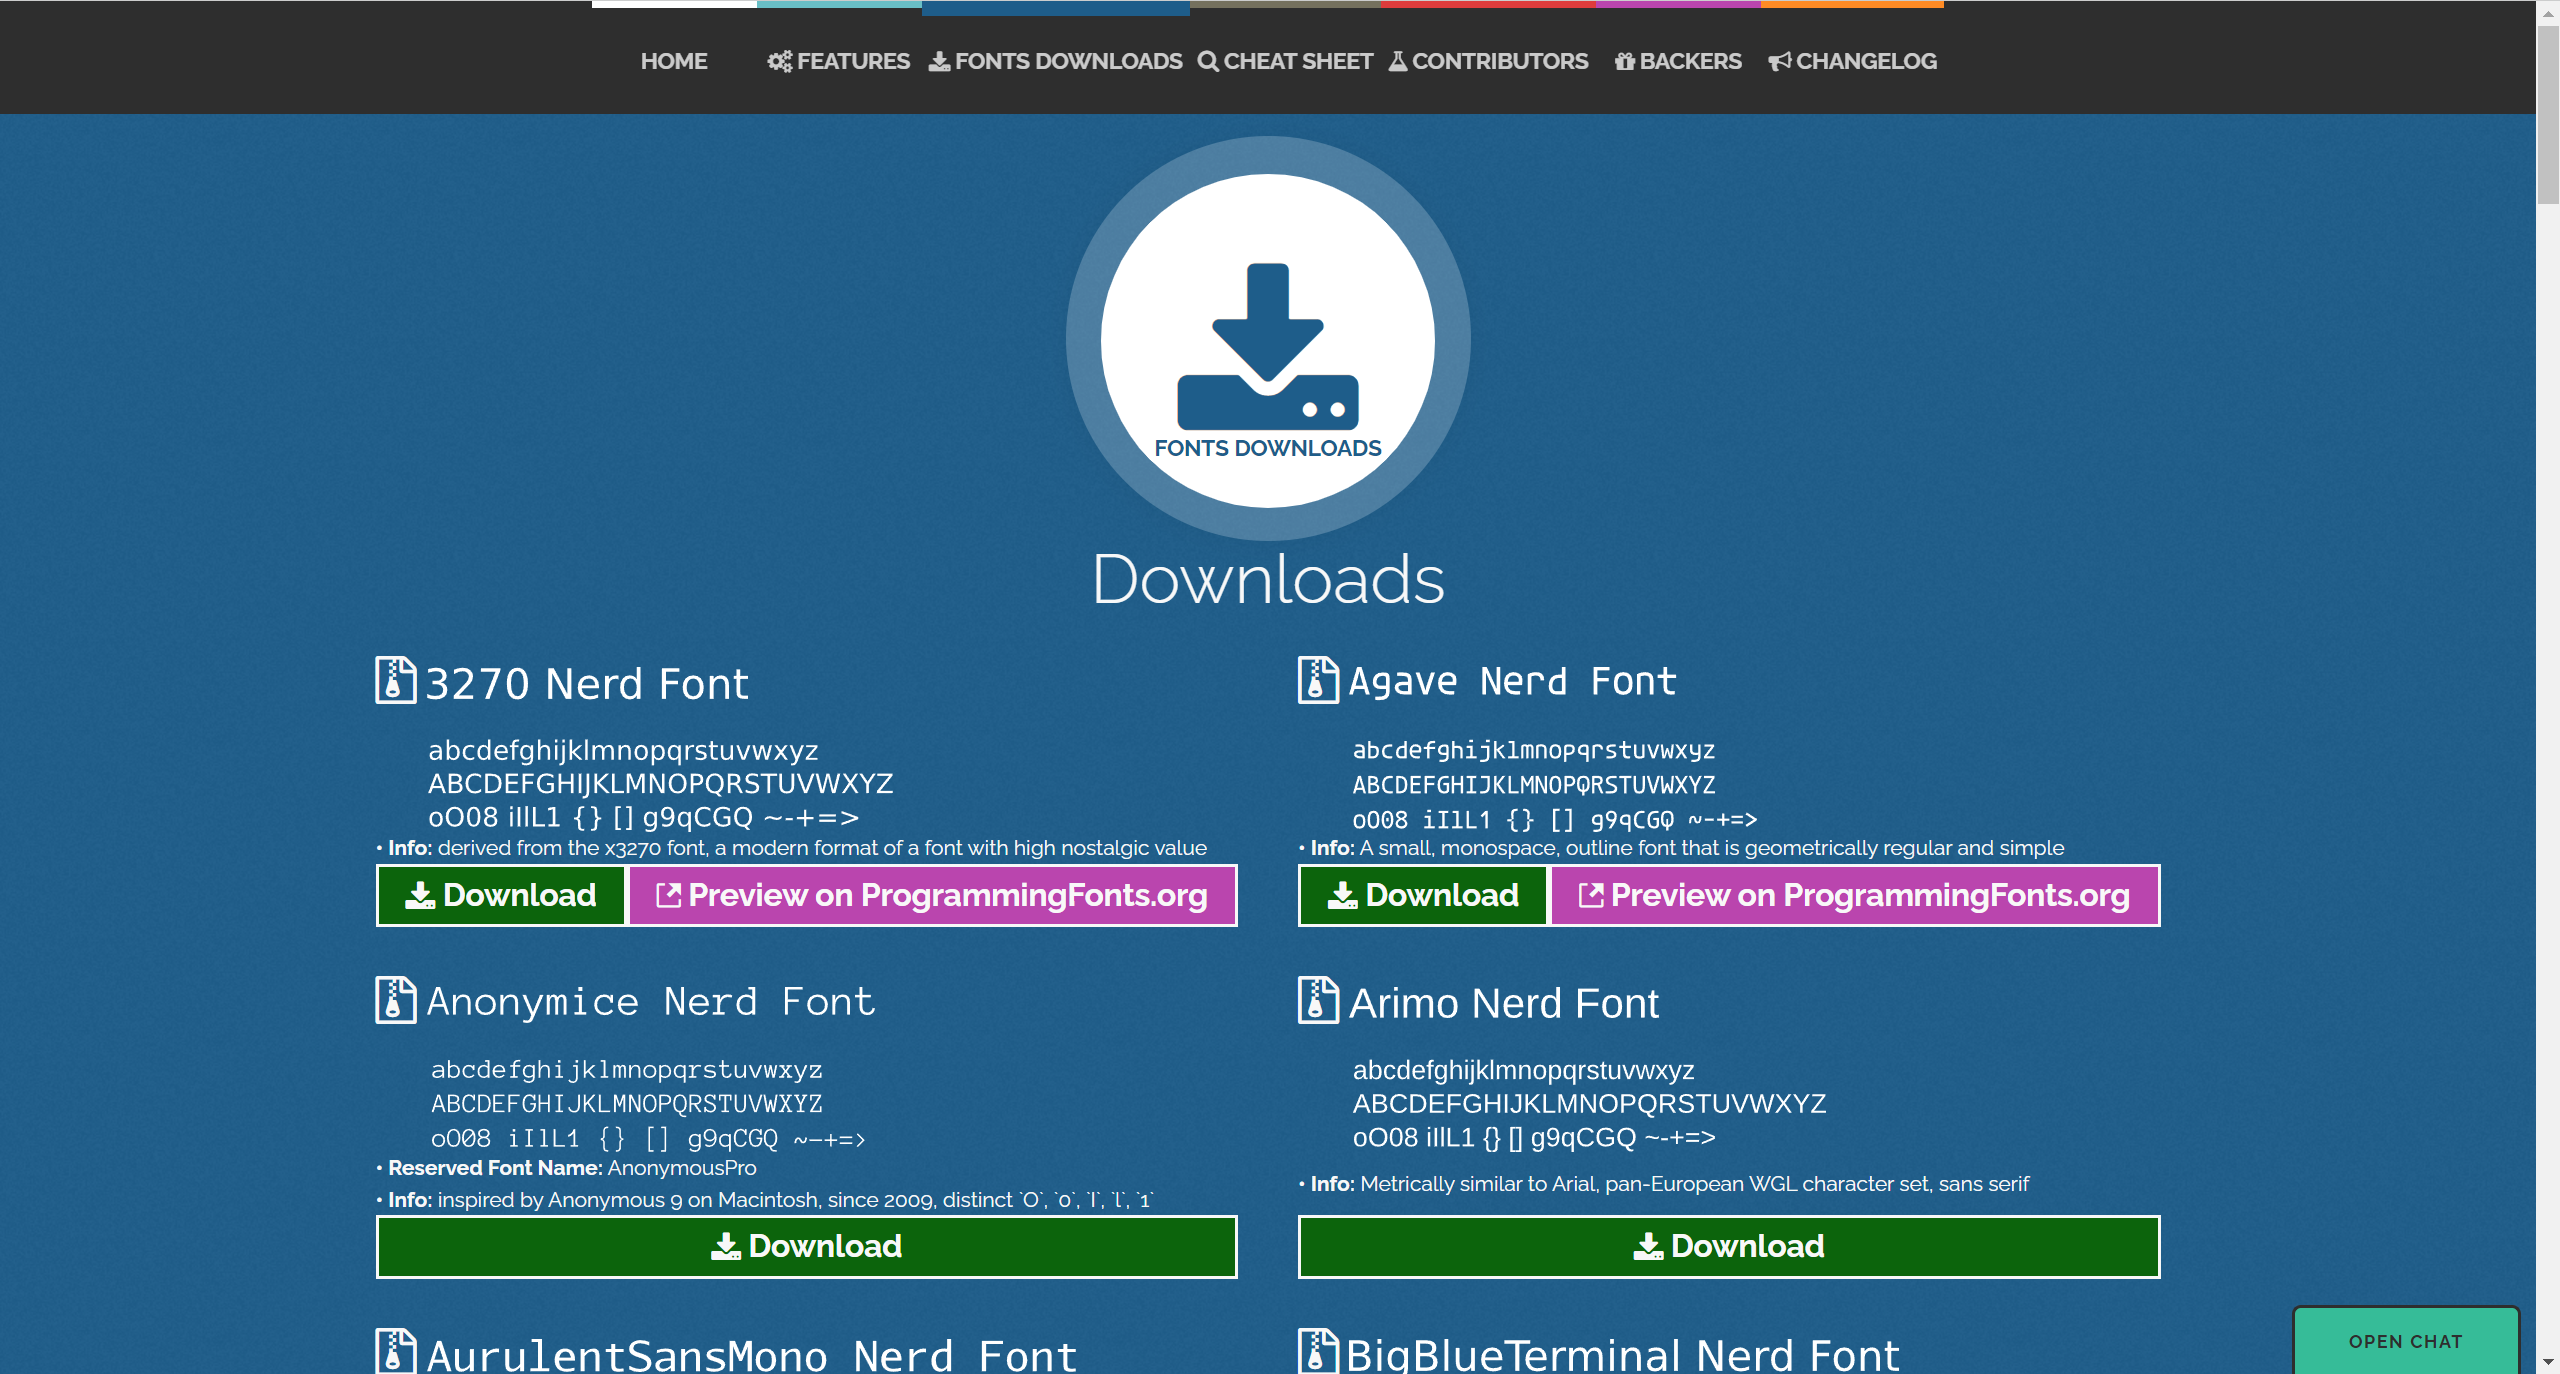 HOME FEATURES FONTS DOWNLOADS CHEAT SHEET CONTRIBUTORS BACKERS CHANGELOG
FONTS DOWNLOADS
Downloads
3270 Nerd Font
abcdefghijklmnopqrstuvwxyz
ABCDEFGHIJKLMNOPQRSTUVWXYZ
oO08 iIlL1 {} [] g9qCGQ ~-+=>
• Info: derived from the x3270 font, a modern format of a font with high nostalgic value
Download Preview on ProgrammingFonts.org
Agave Nerd Font
abcdefghijklmnopqrstuvwxyz
ABCDEFGHIJKLMNOPQRSTUVWXYZ
oO08 iIlL1 {} [] g9qCGQ ~-+=>
• Info: A small, monospace, outline font that is geometrically regular and simple
Download Preview on ProgrammingFonts.org
Anonymice Nerd Font
abcdefghijklmnopqrstuvwxyz
ABCDEFGHIJKLMNOPQRSTUVWXYZ
oO08 iIlL1 {} [] g9qCGQ ~-+=>
• Reserved Font Name: AnonymousPro
• Info: inspired by Anonymous 9 on Macintosh, since 2009, distinct `O`, `0`, `I`, `l`, `1`
Download
Arimo Nerd Font
abcdefghijklmnopqrstuvwxyz
ABCDEFGHIJKLMNOPQRSTUVWXYZ
oO08 iIlL1 {} [] g9qCGQ ~-+=>
• Info: Metrically similar to Arial, pan-European WGL character set, sans serif
Download
AurulentSansMono Nerd Font
BigBlueTerminal Nerd Font
OPEN CHAT